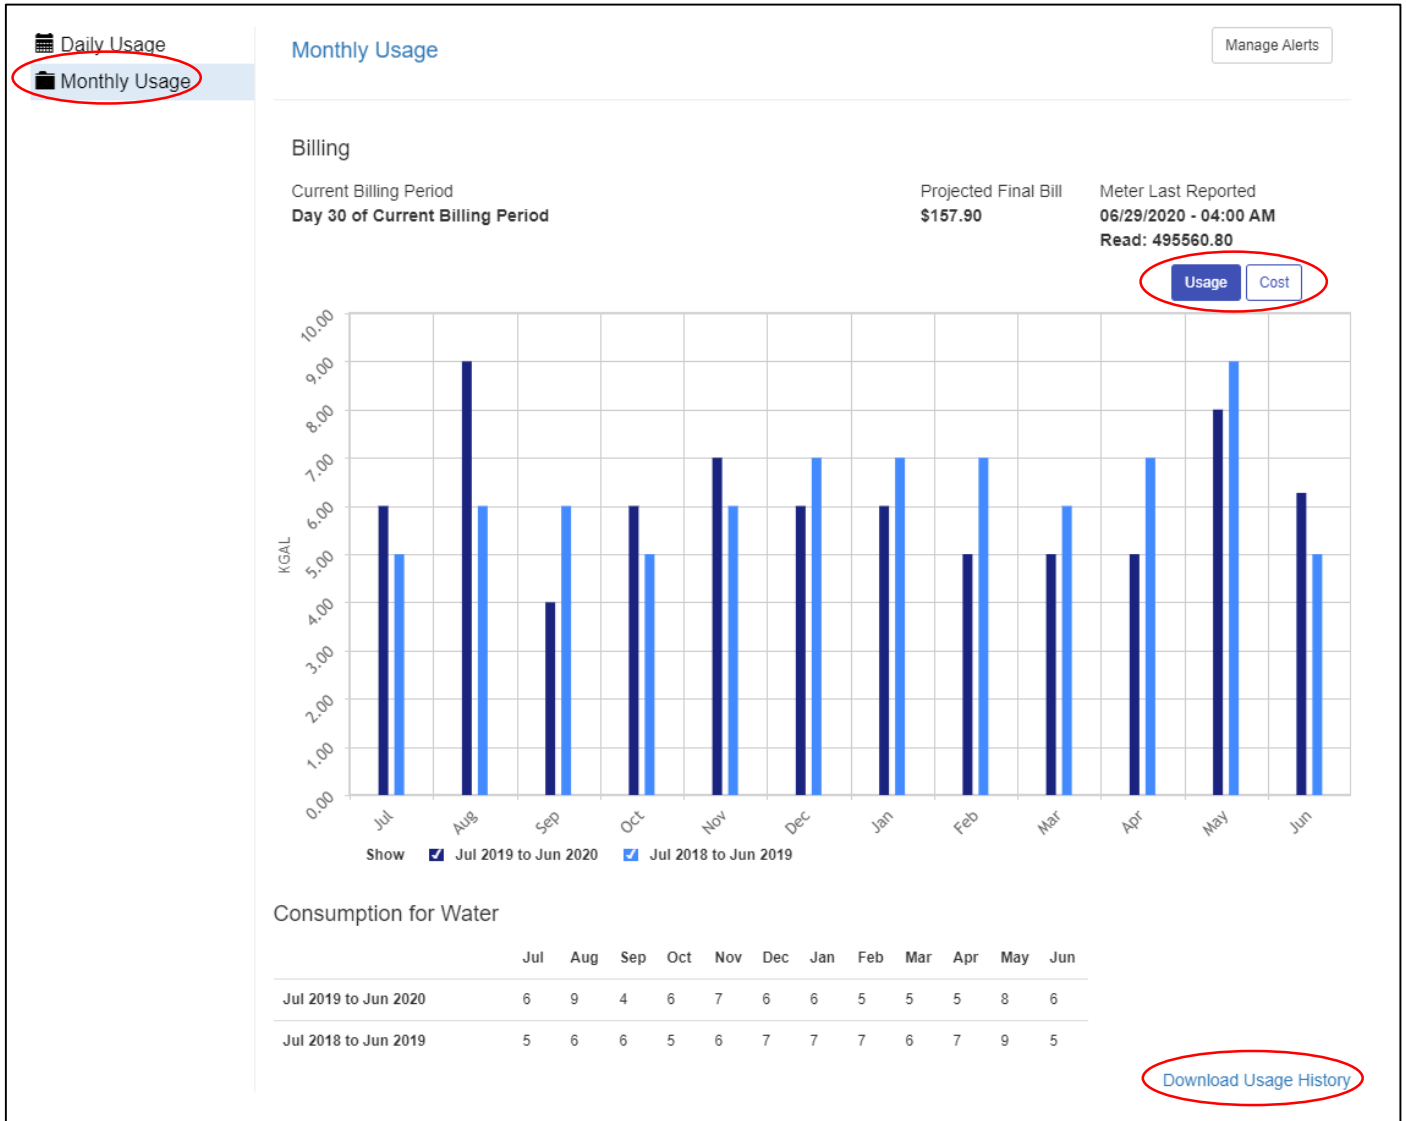 Daily Usage
Monthly Usage
Monthly Usage
Manage Alerts
Billing
Current Billing Period
Day 30 of Current Billing Period
Projected Final Bill
$157.90
Meter Last Reported
06/29/2020 - 04:00 AM
Read: 495560.80
Usage Cost
10.00
9.00
8.00
7.00
6.00
5.00
4.00
3.00
2.00
1.00
0.00
KGAL
Jul Aug Sep Oct Nov Dec Jan Feb Mar Apr May Jun
Show Jul 2019 to Jun 2020 Jul 2018 to Jun 2019
Consumption for Water
Jul Aug Sep Oct Nov Dec Jan Feb Mar Apr May Jun
Jul 2019 to Jun 2020 6 9 4 6 7 6 6 5 5 5 8 6
Jul 2018 to Jun 2019 5 6 6 5 6 7 7 7 6 7 9 5
Download Usage History